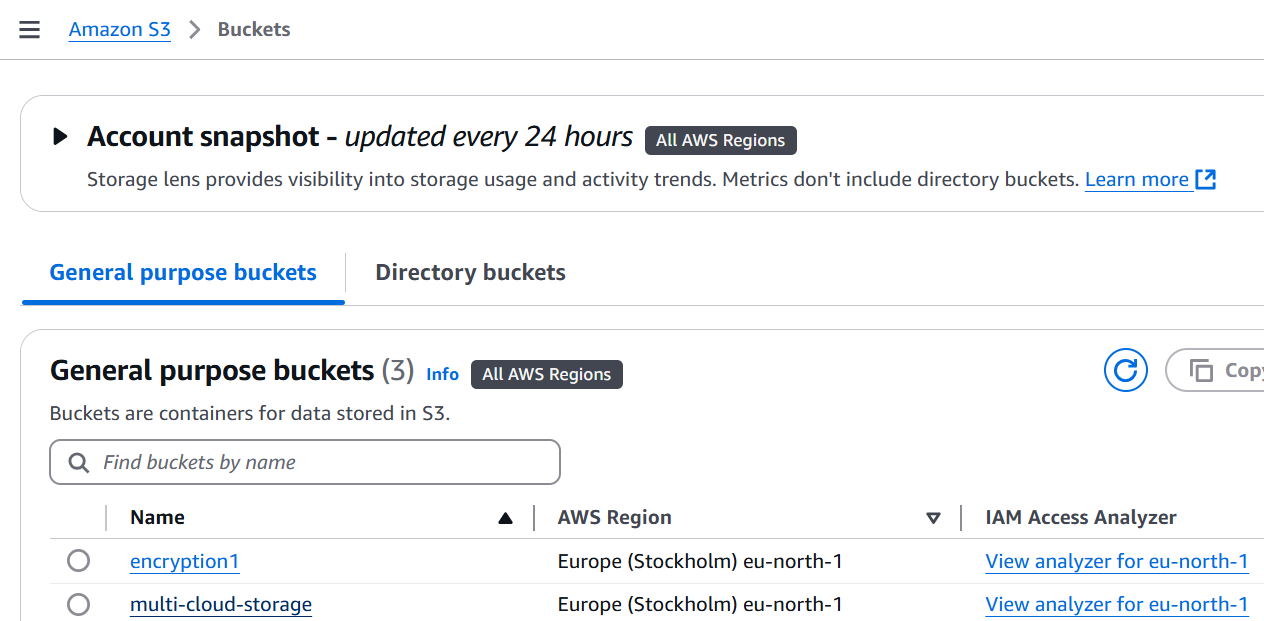 Amazon S3 > Buckets
Account snapshot - updated every 24 hours All AWS Regions
Storage lens provides visibility into storage usage and activity trends. Metrics don't include directory buckets. Learn more
General purpose buckets Directory buckets
General purpose buckets (3) Info All AWS Regions
Copy
Buckets are containers for data stored in S3.
Find buckets by name
Name AWS Region IAM Access Analyzer
encryption1 Europe (Stockholm) eu-north-1 View analyzer for eu-north-1
multi-cloud-storage Europe (Stockholm) eu-north-1 View analyzer for eu-north-1